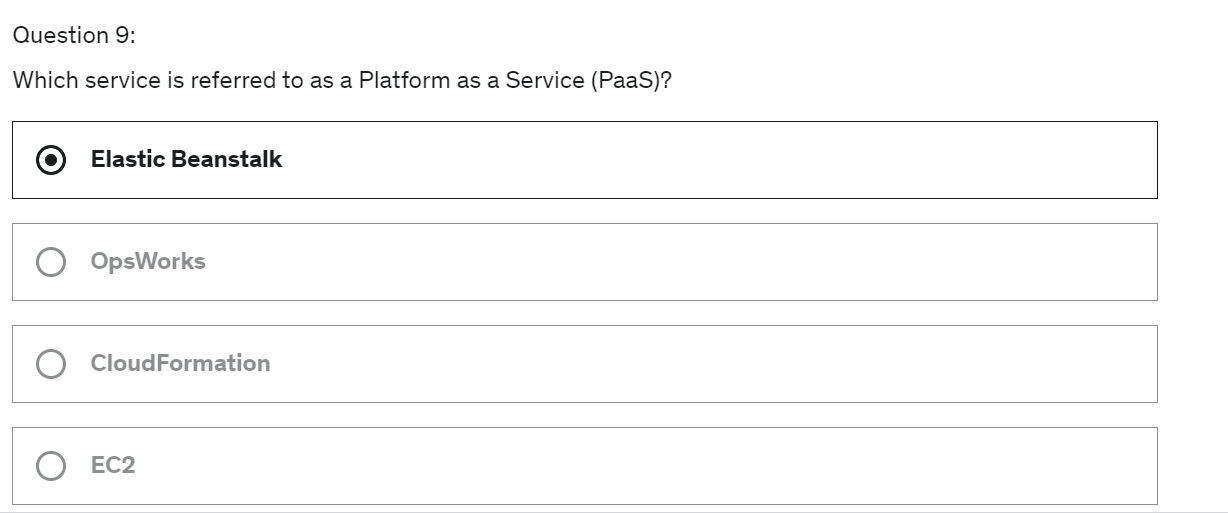 Question 9:
Which service is referred to as a Platform as a Service (PaaS)?
Elastic Beanstalk
OpsWorks
CloudFormation
EC2